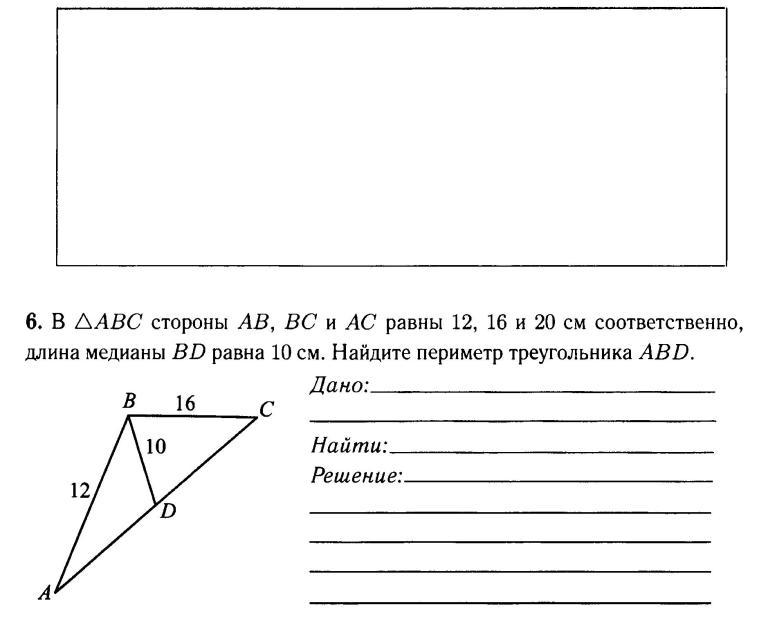 6. В △ABC стороны AB, BC и AC равны 12, 16 и 20 см соответственно,
длина медианы BD равна 10 см. Найдите периметр треугольника ABD.
Дано:
B 16 C
Найти:
10
Решение:
12
D
A